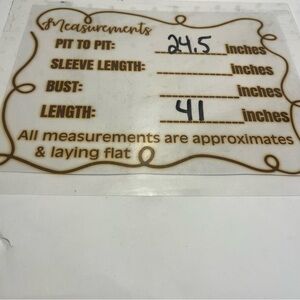 Measurements
PIT TO PIT: 24.5 inches
SLEEVE LENGTH: inches
BUST: inches
LENGTH: 41 inches
All measurements are approximates
& laying flat